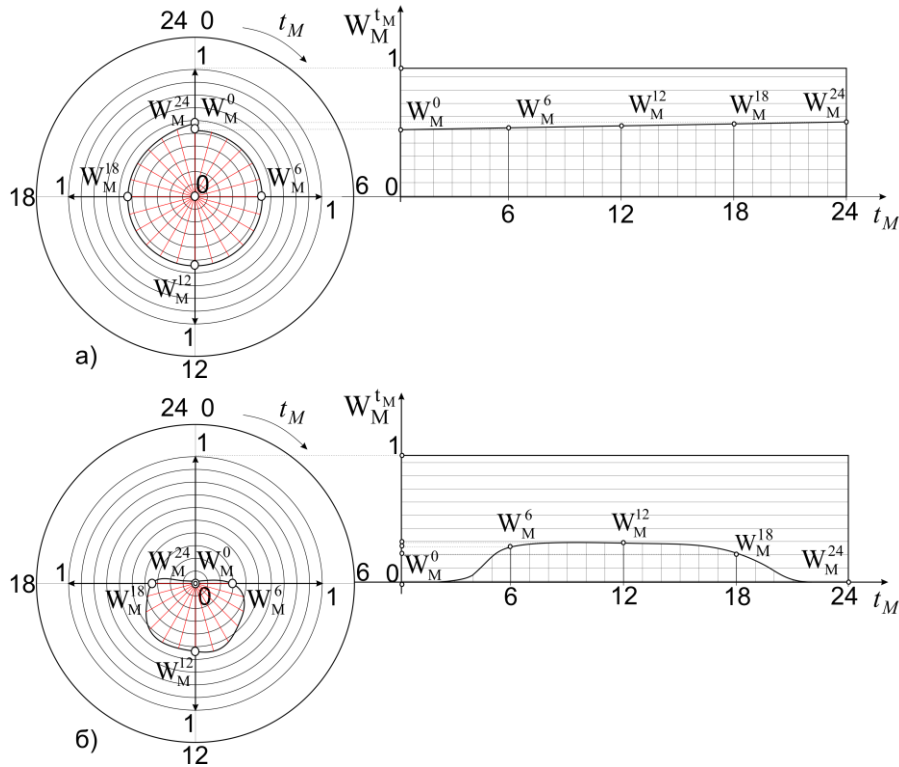 24 0 t_M
1
W_M^24 W_M^0
18 1 W_M^18 0 W_M^6 1 6
W_M^12
1
12
а)
W_M^t_M
1
W_M^0 W_M^6 W_M^12 W_M^18 W_M^24
0
6 12 18 24 t_M
24 0 t_M
1
W_M^24 W_M^0
18 1 W_M^18 0 W_M^6 1 6
W_M^12
1
12
б)
W_M^t_M
1
W_M^6 W_M^12 W_M^18
W_M^0 W_M^24
0
6 12 18 24 t_M